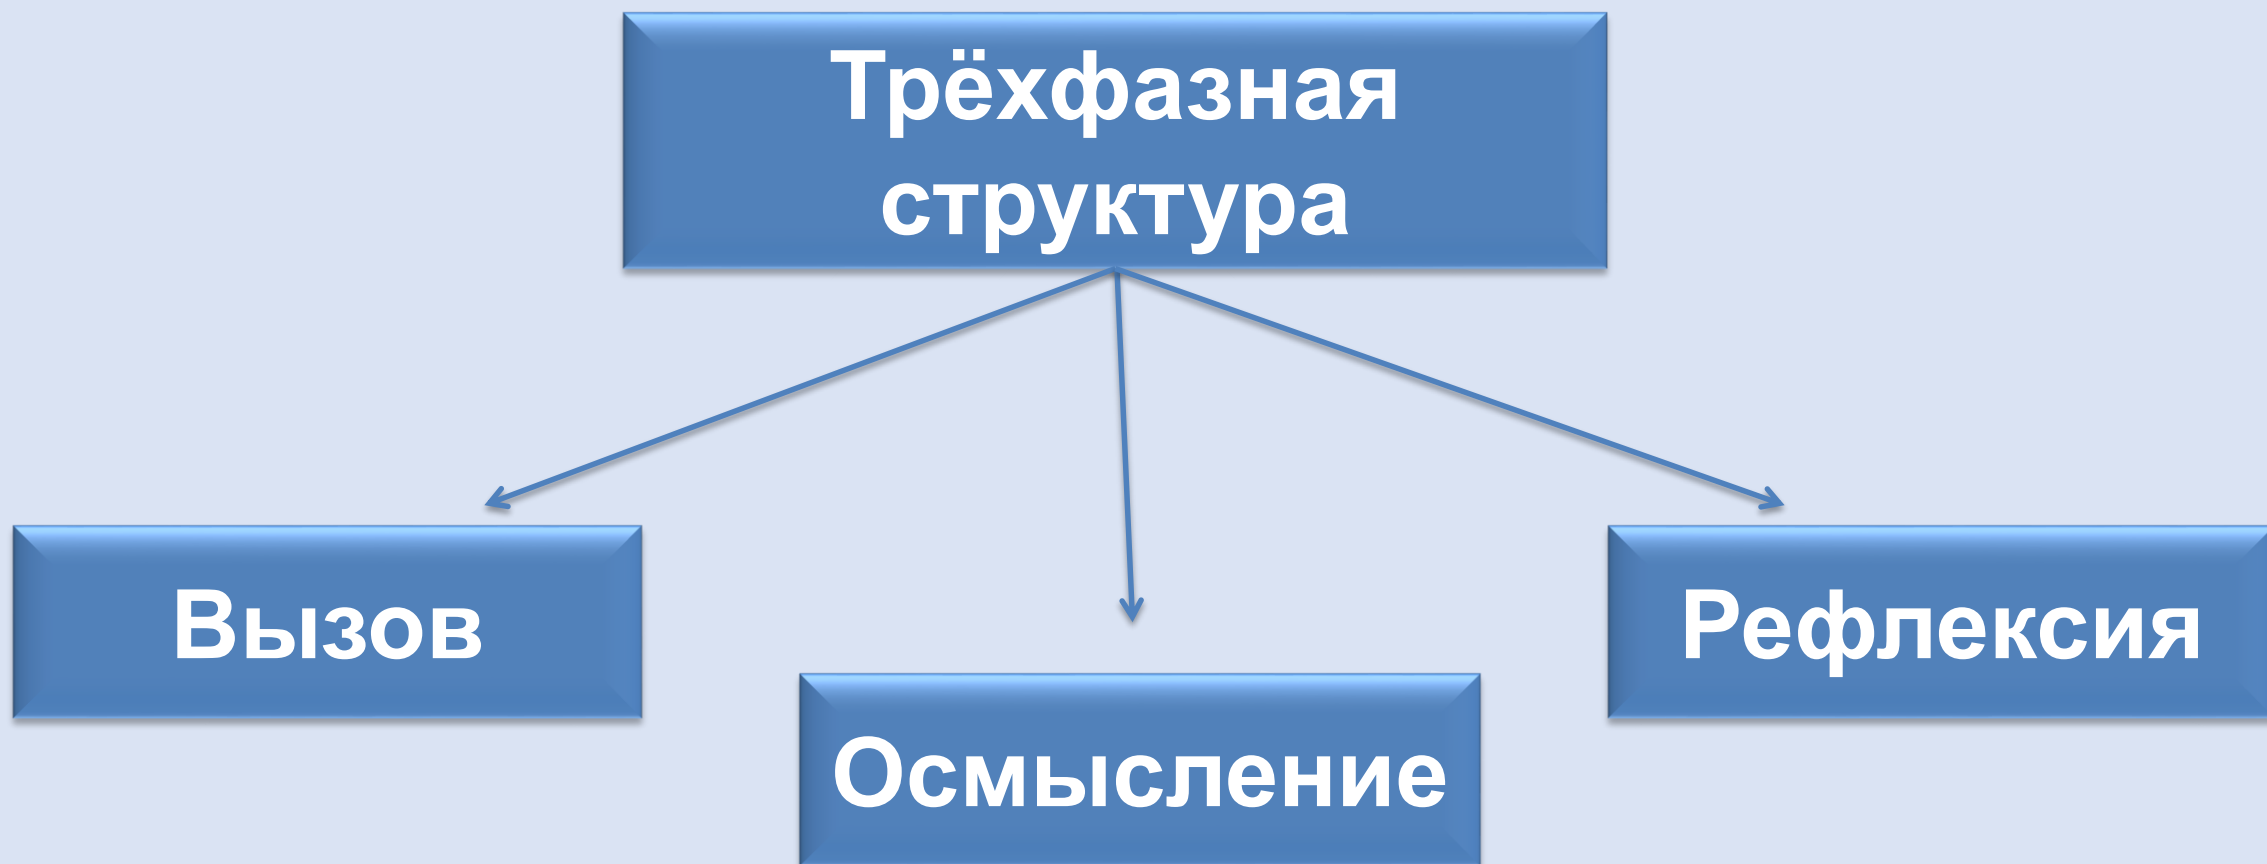 Трёхфазная
структура
Вызов
Осмысление
Рефлексия